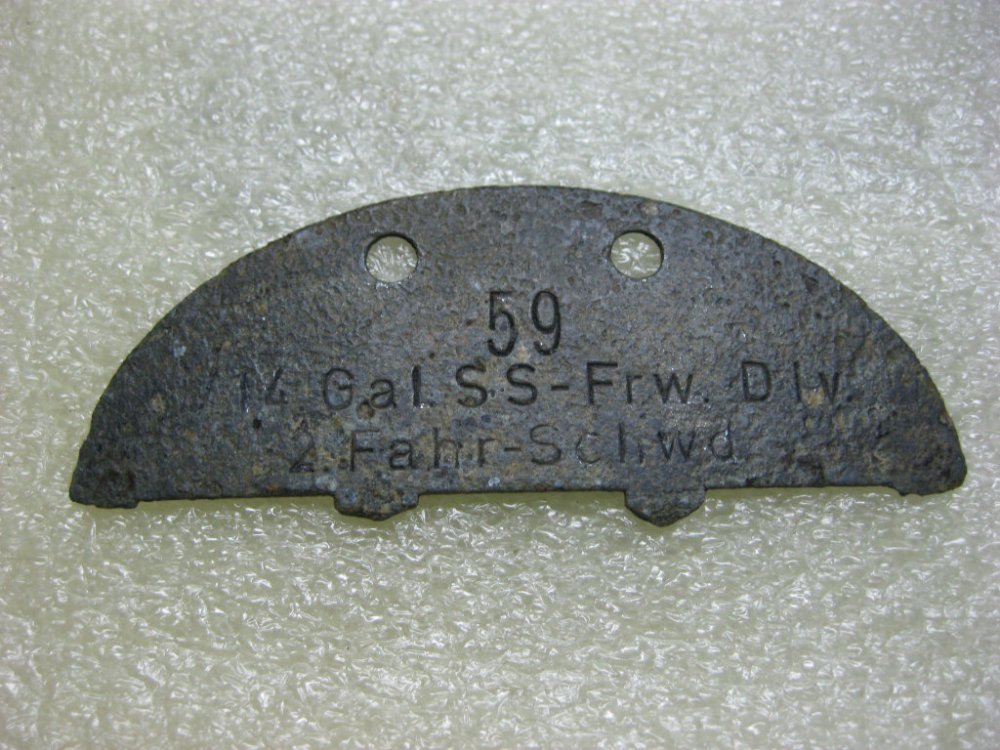 59
14 Gal. SS-Frw. Div.
2. Fahr-Schwd.